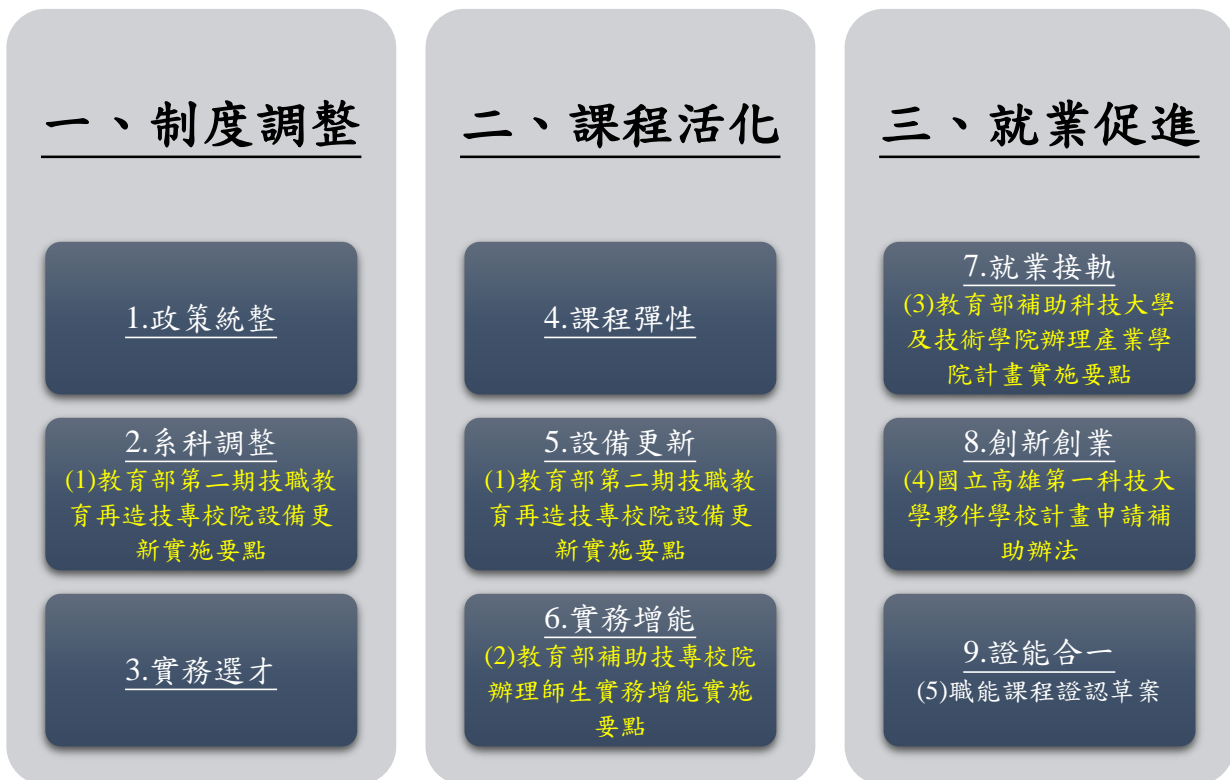 一、制度調整
1.政策統整
2.系科調整
(1)教育部第二期技職教
育再造技專校院設備更
新實施要點
3.實務選才
二、課程活化
4.課程彈性
5.設備更新
(1)教育部第二期技職教
育再造技專校院設備更
新實施要點
6.實務增能
(2)教育部補助技專校院
辦理師生實務增能實施
要點
三、就業促進
7.就業接軌
(3)教育部補助科技大學
及技術學院辦理產業學
院計畫實施要點
8.創新創業
(4)國立高雄第一科技大
學夥伴學校計畫申請補
助辦法
9.證能合一
(5)職能課程證認草案